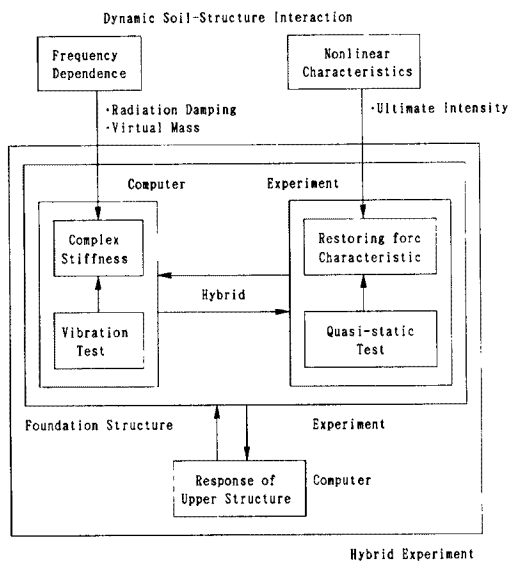 Dynamic Soil-Structure Interaction
Frequency
Dependence
Nonlinear
Characteristics
·Radiation Damping
·Virtual Mass
·Ultimate Intensity
Computer
Experiment
Complex
Stiffness
Restoring forc
Characteristic
Hybrid
Vibration
Test
Quasi-static
Test
Foundation Structure
Experiment
Response of
Upper Structure
Computer
Hybrid Experiment